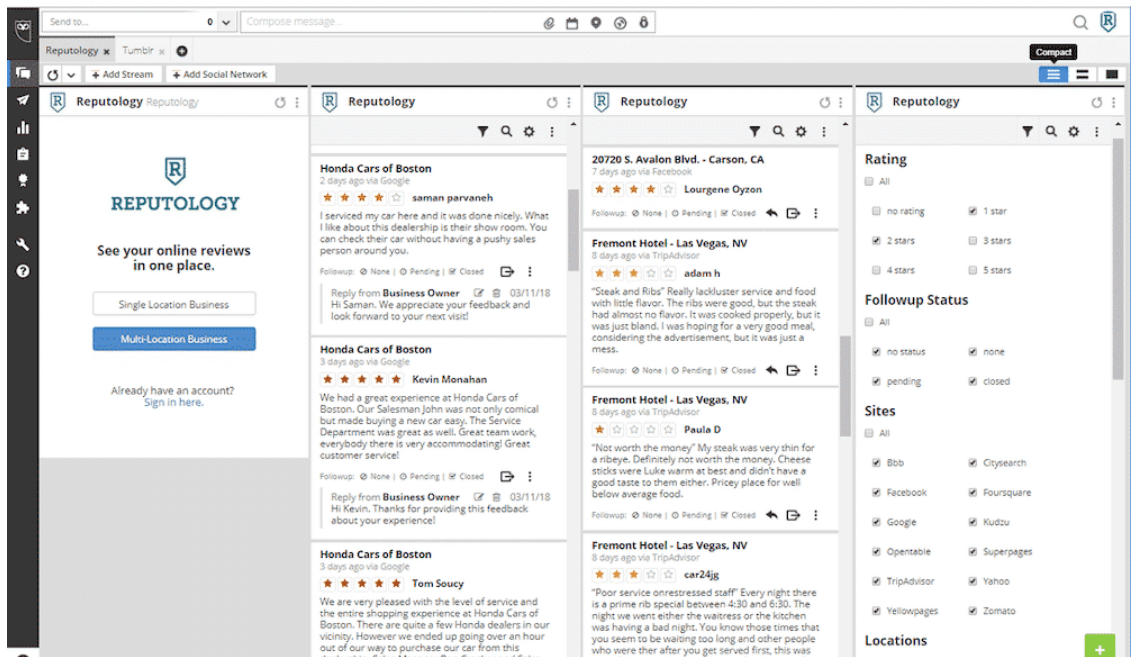 Send to...
0
Compose message...
Reputology
Tumblr
Compact
+ Add Stream
+ Add Social Network
R Reputology Reputology
R
REPUTOLOGY
See your online reviews
in one place.
Single Location Business
Multi-Location Business
Already have an account?
Sign in here.
R Reputology
Honda Cars of Boston
2 days ago via Google
saman parvaneh
I serviced my car here and it was done nicely. What
I like about this dealership is their show room. You
can check their car without having a pushy sales
person around you.
Followup: None | Pending | Closed
Reply from Business Owner 03/11/18
Hi Saman. We appreciate your feedback and
look forward to your next visit!
Honda Cars of Boston
3 days ago via Google
Kevin Monahan
We had a great experience at Honda Cars of
Boston. Our Salesman John was not only comical
but made buying a new car easy. The Service
Department was great as well. Great team work,
everybody there is very accommodating! Great
customer service!
Followup: None | Pending | Closed
Reply from Business Owner 03/11/18
Hi Kevin. Thanks for providing this feedback
about your experience!
Honda Cars of Boston
3 days ago via Google
Tom Soucy
We are very pleased with the level of service and
the entire shopping experience at Honda Cars of
Boston. There are quite a few Honda dealers in our
vicinity. However we ended up going over an hour
out of our way to purchase our car from this
R Reputology
20720 S. Avalon Blvd. - Carson, CA
7 days ago via Facebook
Lourgene Oyzon
Followup: None | Pending | Closed
Fremont Hotel - Las Vegas, NV
8 days ago via TripAdvisor
adam h
"Steak and Ribs" Really lackluster service and food
with little flavor. The ribs were good, but the steak
had almost no flavor. It was cooked properly, but it
was just bland. I was hoping for a very good meal,
considering the advertisement, but it was just a
mess.
Followup: None | Pending | Closed
Fremont Hotel - Las Vegas, NV
8 days ago via TripAdvisor
Paula D
"Not worth the money" My steak was very thin for
a ribeye. Definitely not worth the money. Cheese
sticks were Luke warm at best and didn't have a
good taste to them either. Pricey place for well
below average food.
Followup: None | Pending | Closed
Fremont Hotel - Las Vegas, NV
8 days ago via TripAdvisor
car24jg
"Poor service onrestressed staff" Every night there
is a prime rib special between 4:30 and 6:30. The
night we went either the waitress or the kitchen
was having a bad night. You know those times that
you seem to be waiting too long and other people
who were ther after you get served first, this was
R Reputology
Rating
All
no rating
1 star
2 stars
3 stars
4 stars
5 stars
Followup Status
All
no status
none
pending
closed
Sites
All
Bbb
Citysearch
Facebook
Foursquare
Google
Kudzu
Opentable
Superpages
TripAdvisor
Yahoo
Yellowpages
Zomato
Locations